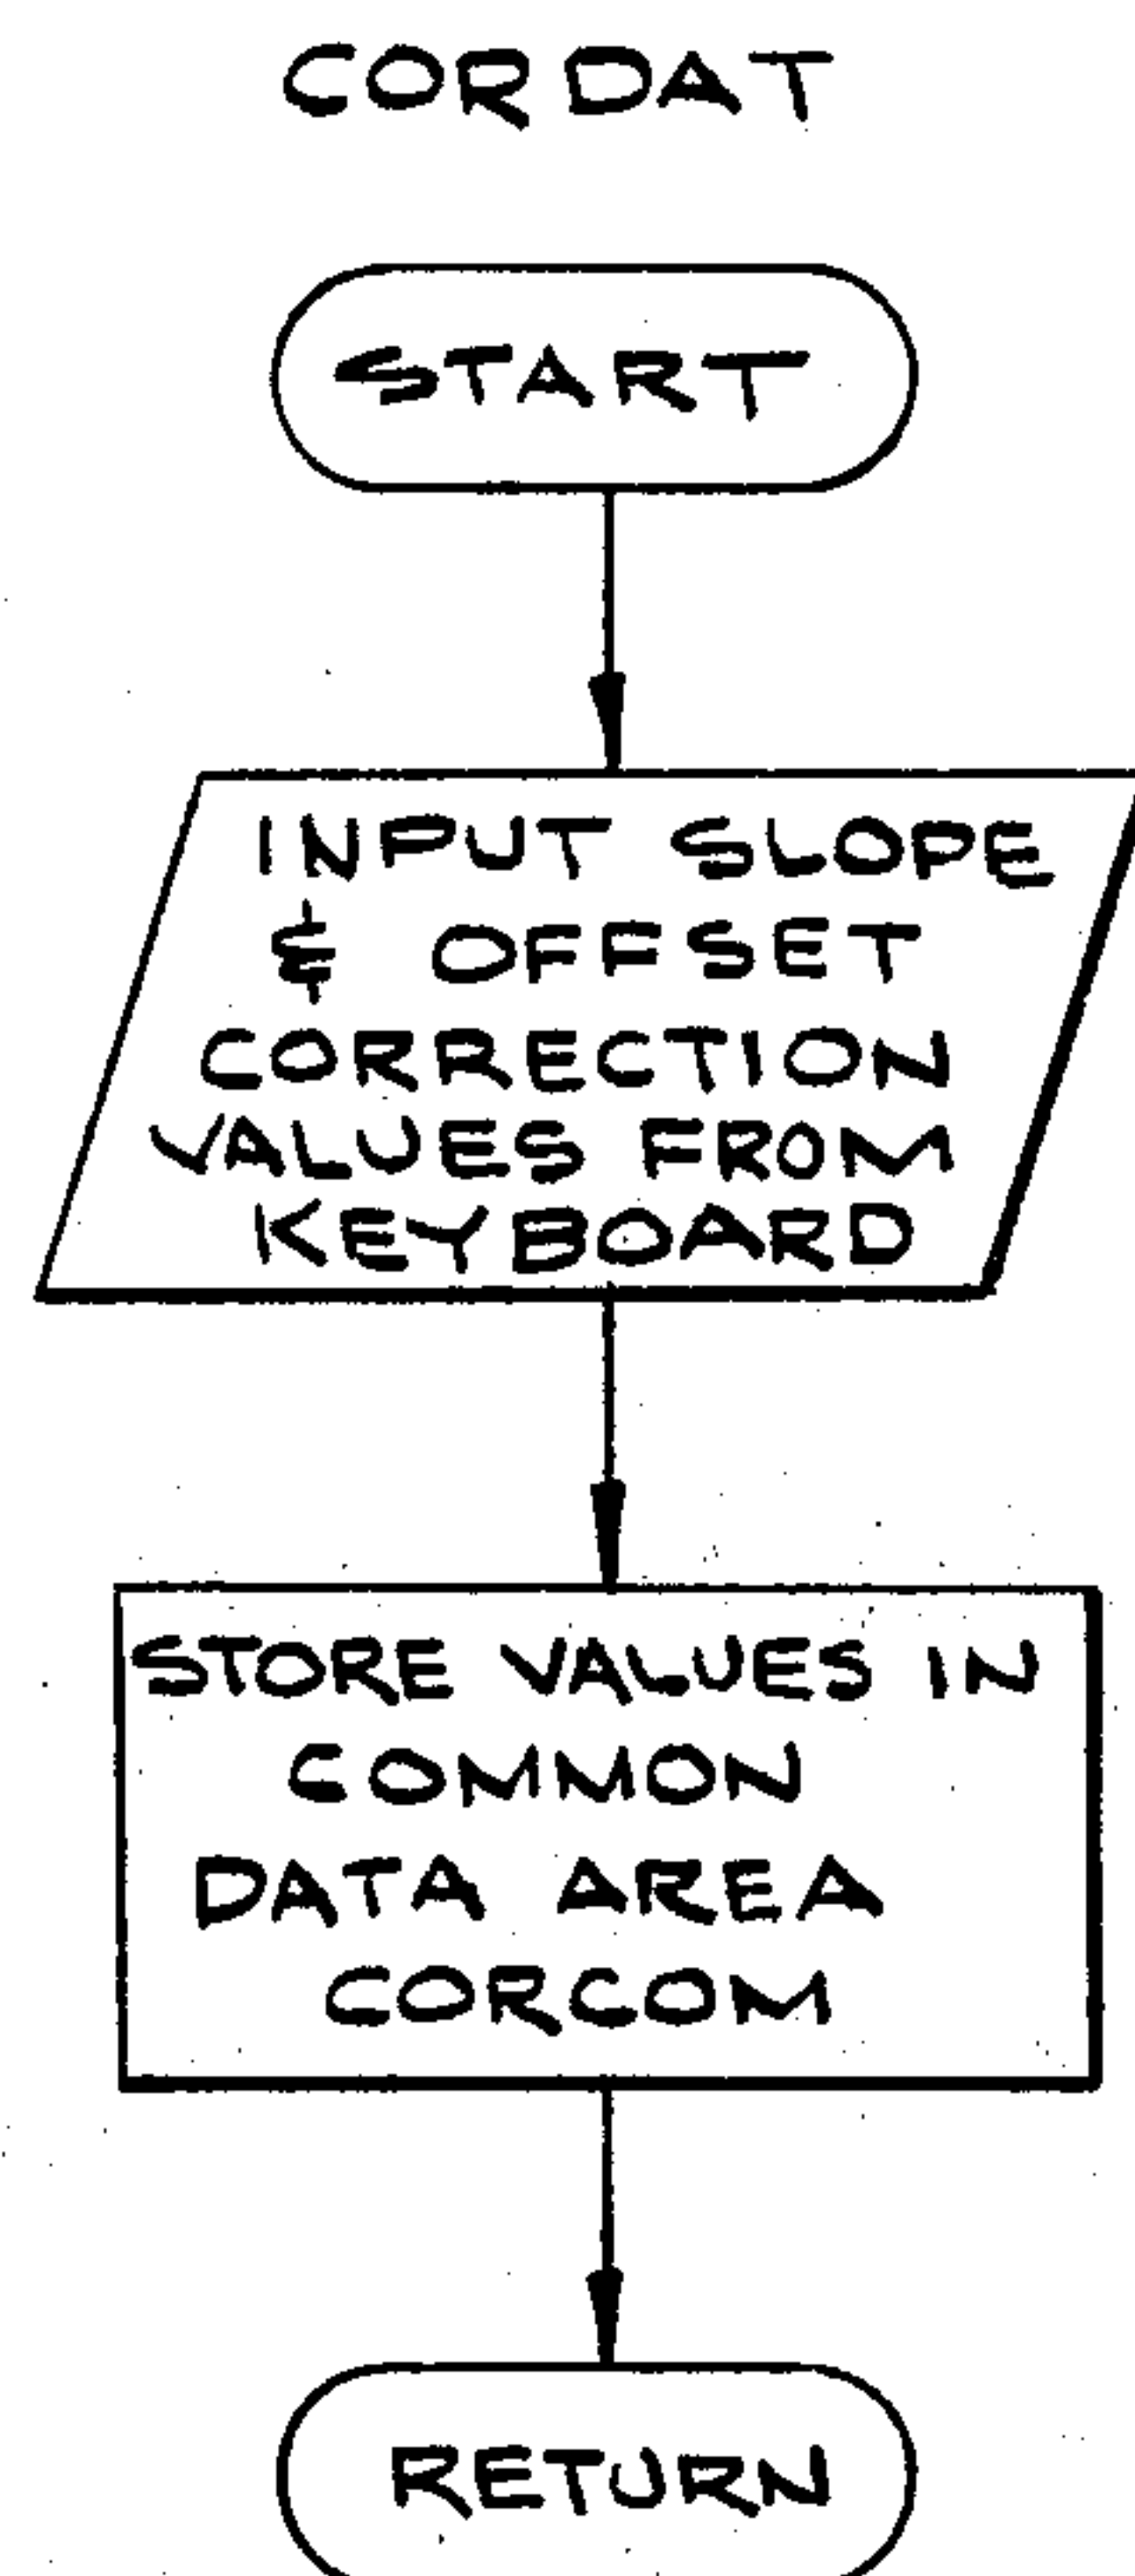 CORDAT
START
INPUT SLOPE
& OFFSET
CORRECTION
VALUES FROM
KEYBOARD
STORE VALUES IN
COMMON
DATA AREA
CORCOM
RETURN